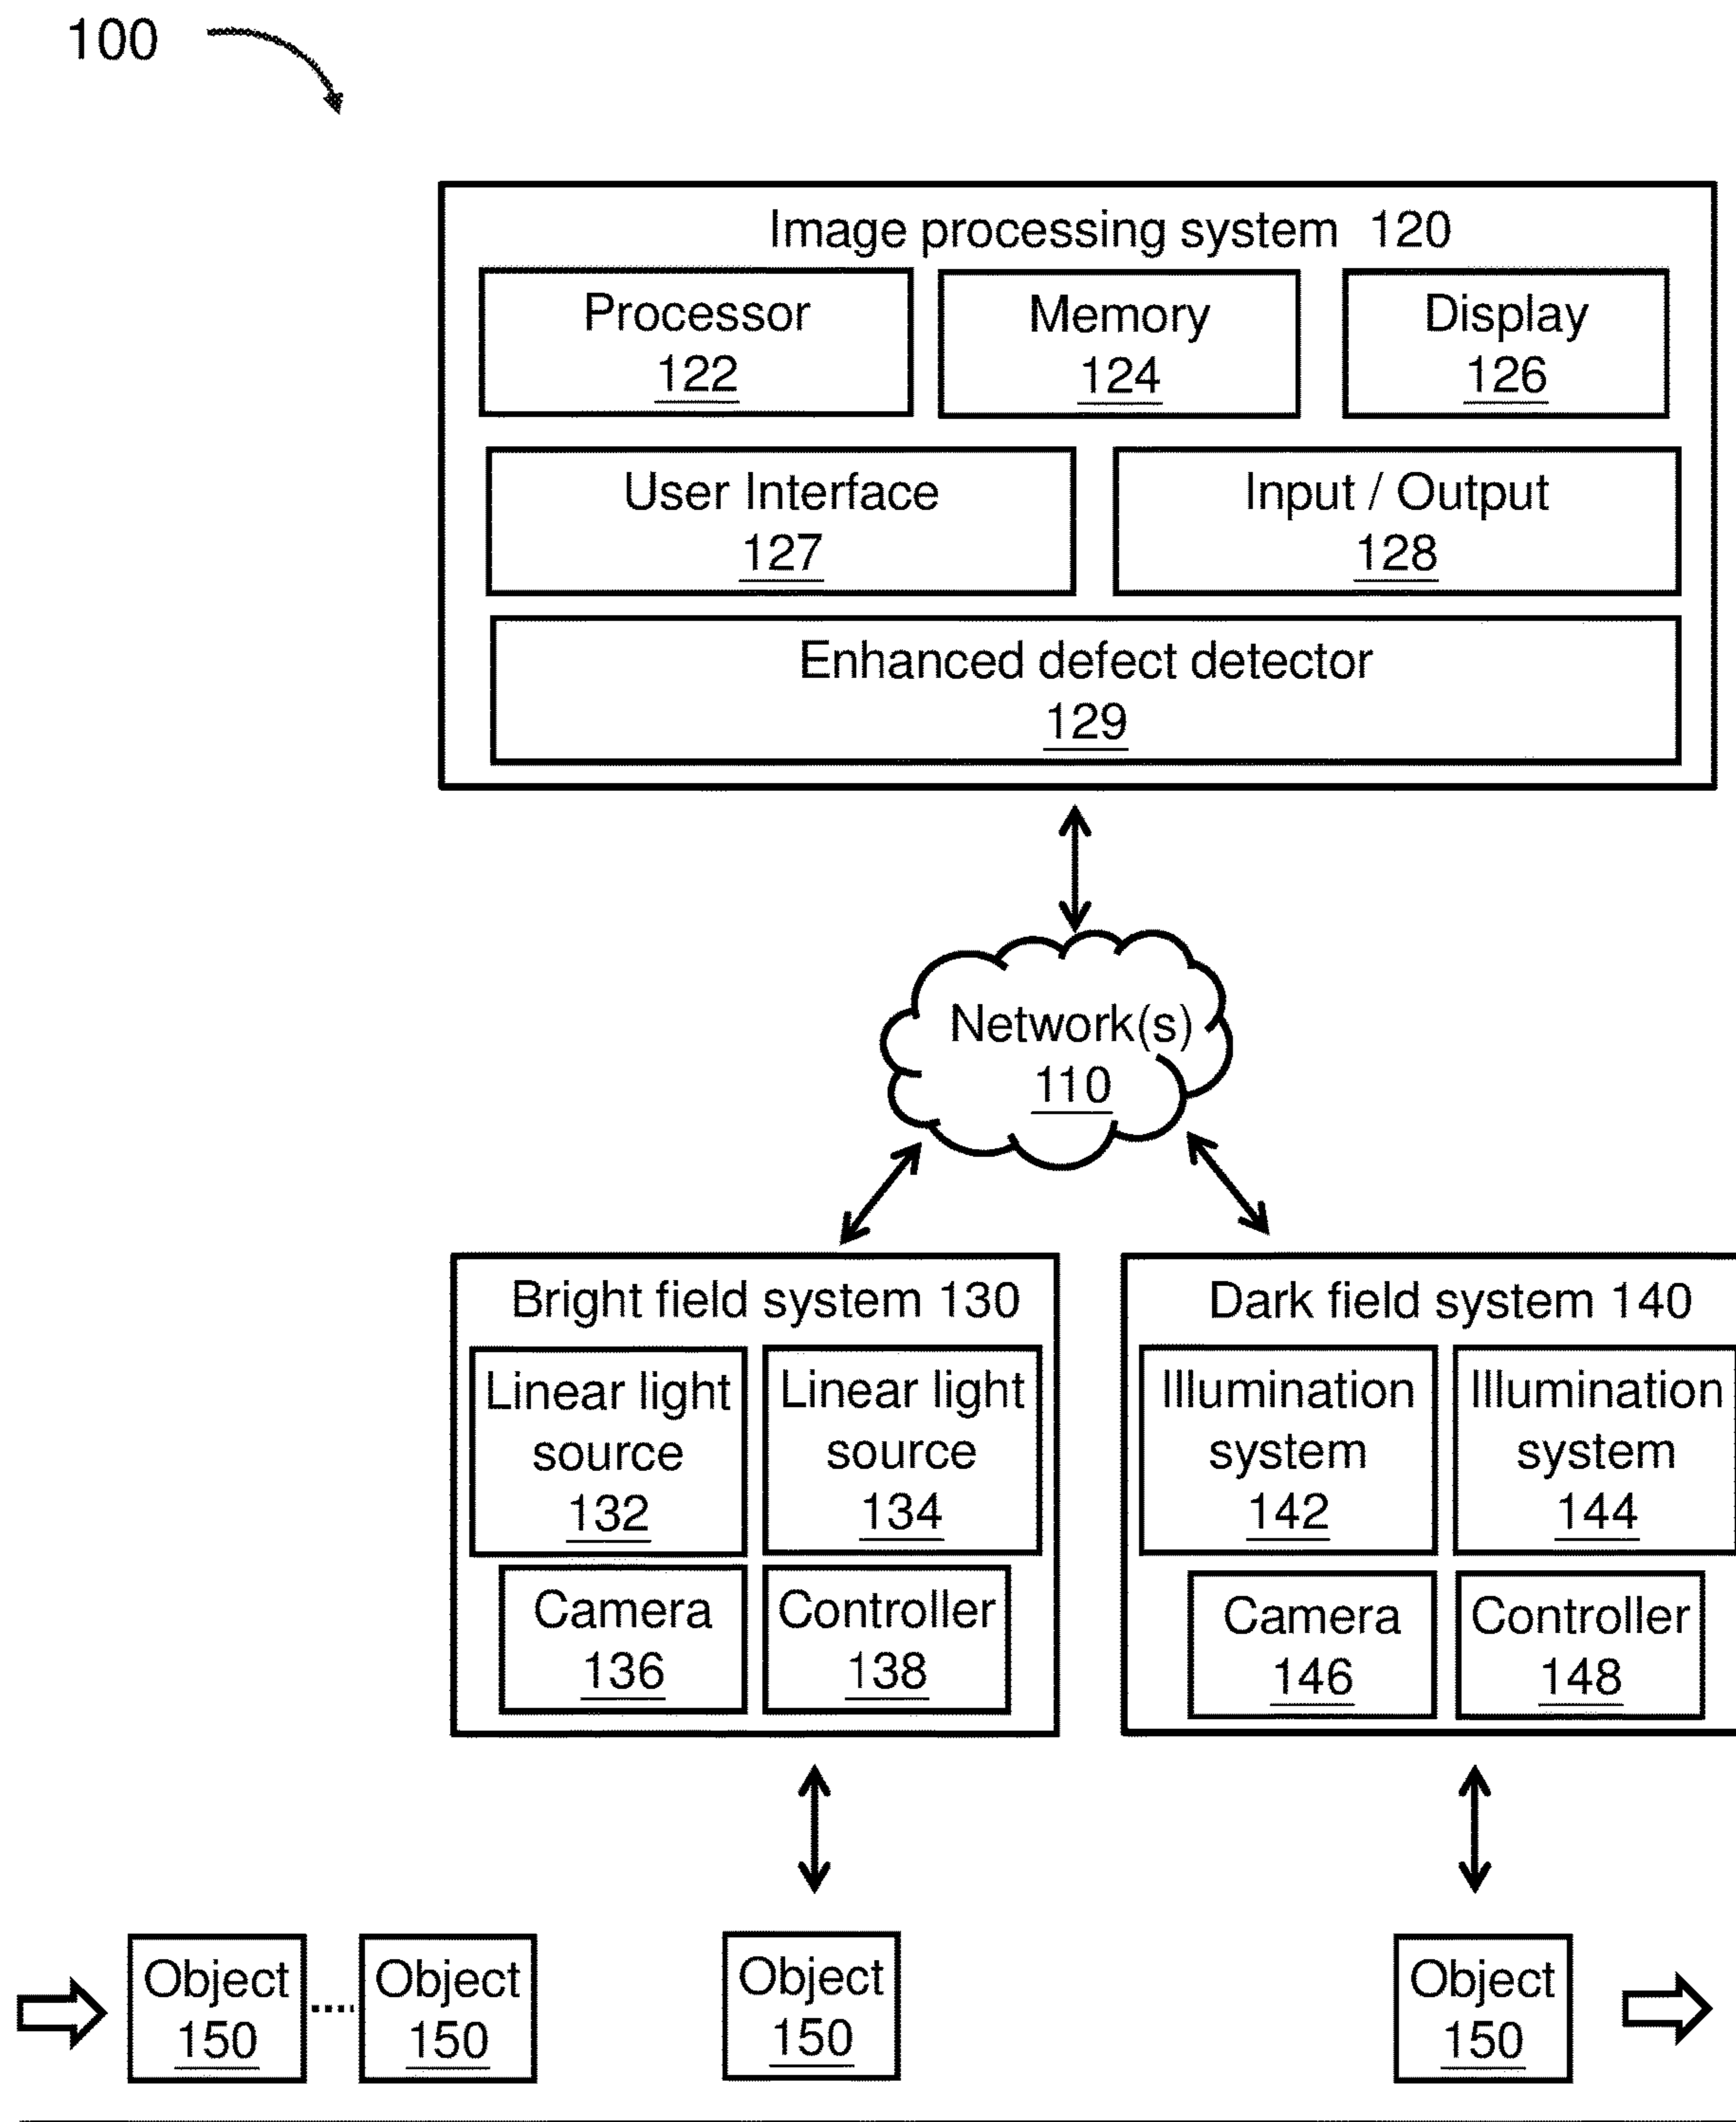 100
Image processing system 120
Processor
122
Memory
124
Display
126
User Interface
127
Input / Output
128
Enhanced defect detector
129
Network(s)
110
Bright field system 130
Linear light
source
132
Linear light
source
134
Camera
136
Controller
138
Dark field system 140
Illumination
system
142
Illumination
system
144
Camera
146
Controller
148
Object
150
....
Object
150
Object
150
Object
150